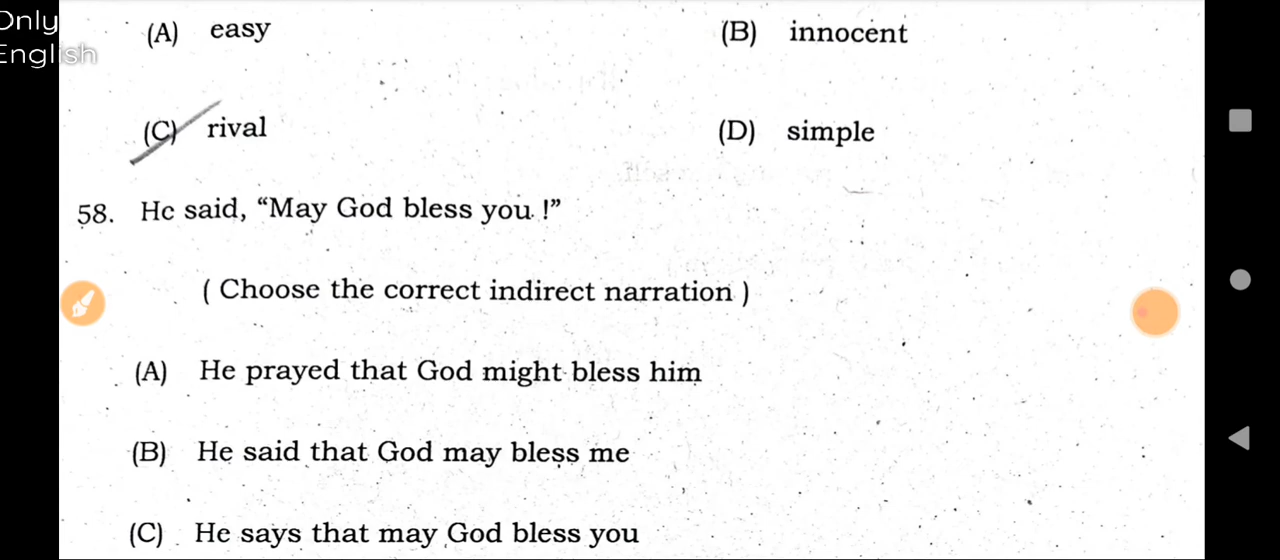 Only
English
(A) easy
(B) innocent
(C) rival
(D) simple
58. He said, “May God bless you !”
( Choose the correct indirect narration )
(A) He prayed that God might bless him
(B) He said that God may bless me
(C) He says that may God bless you